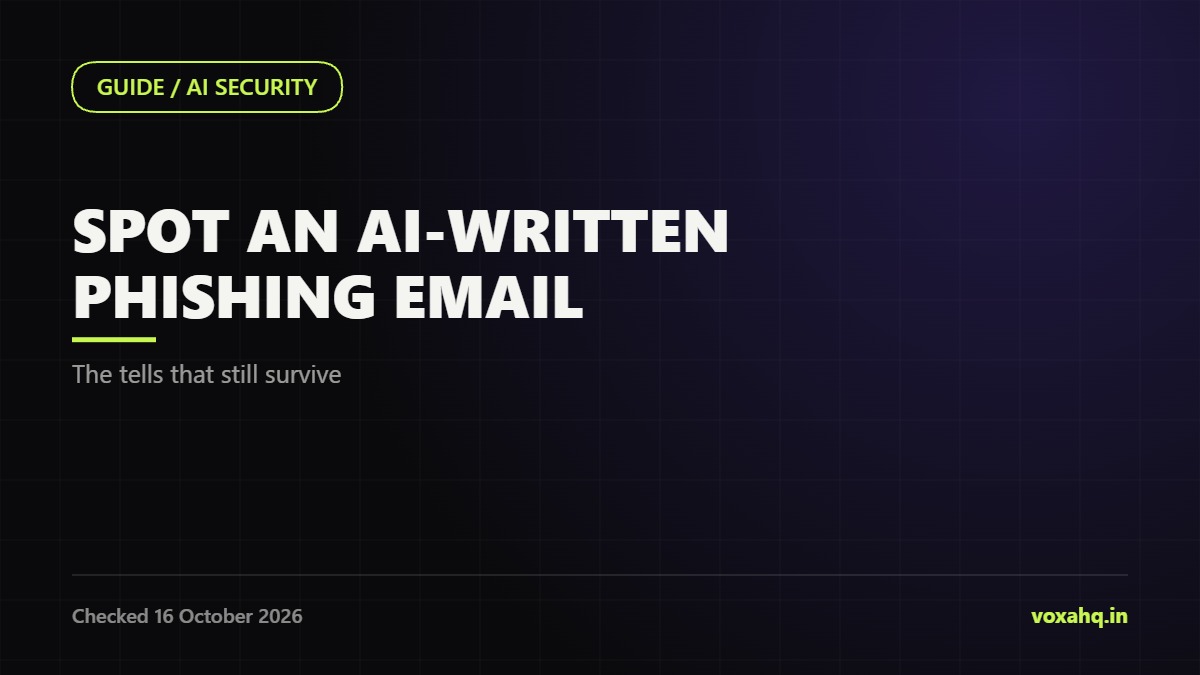 GUIDE / AI SECURITY
SPOT AN AI-WRITTEN
PHISHING EMAIL
The tells that still survive
Checked 16 October 2026
voxahq.in